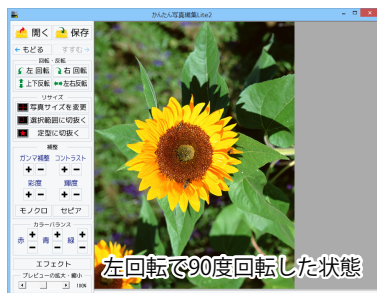 かんたん写真編集Lite2
開く 保存
もどる すすむ
回転・反転
左 回転 右 回転
上下反転 左右反転
リサイズ
写真サイズを変更
選択範囲に切抜く
定型に切抜く
補整
ガンマ補整 コントラスト
+ - + -
彩度 輝度
+ - + -
モノクロ セピア
カラーバランス
赤 + - 青 + - 緑 + -
エフェクト
プレビューの拡大・縮小
100%
左回転で90度回転した状態